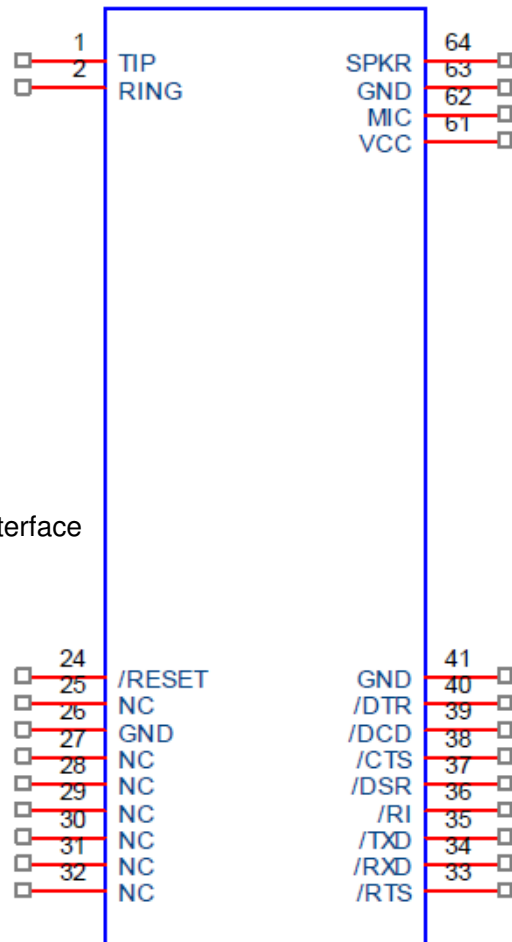 1 TIP SPKR 64
2 RING GND 63
MIC 62
VCC 61
terface
24 /RESET GND 41
25 NC /DTR 40
26 GND /DCD 39
27 NC /CTS 38
28 NC /DSR 37
29 NC /RI 36
30 NC /TXD 35
31 NC /RXD 34
32 NC /RTS 33